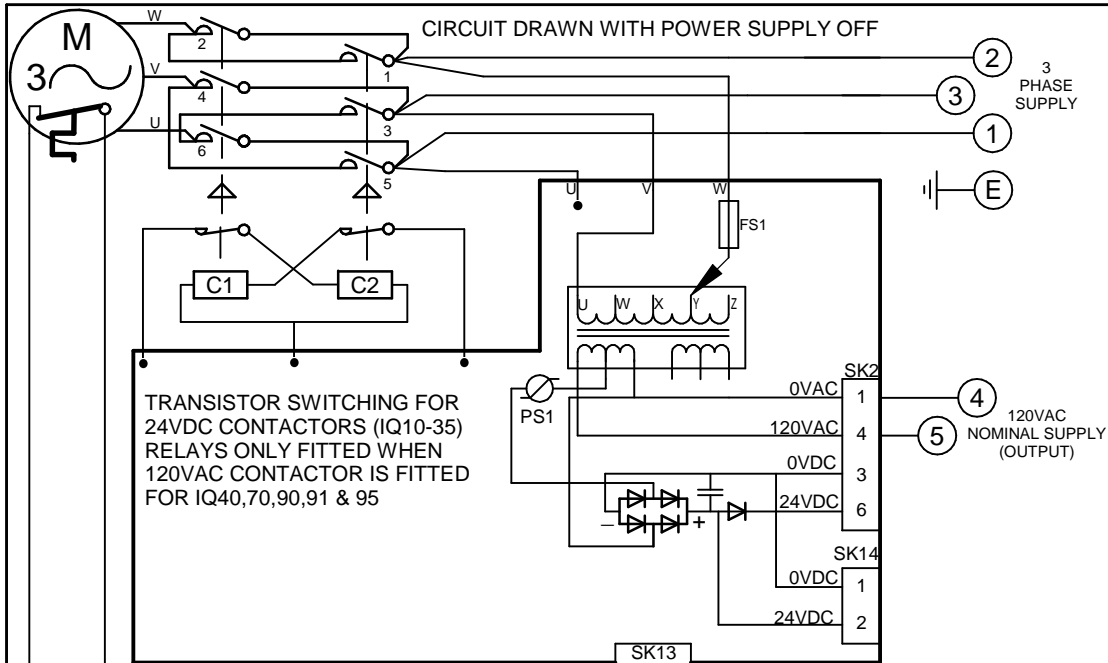 CIRCUIT DRAWN WITH POWER SUPPLY OFF
M
3
W
V
U
2
4
6
1
3
5
2
3
1
E
3
PHASE
SUPPLY
C1
C2
U
V
W
FS1
U W X Y Z
PS1
TRANSISTOR SWITCHING FOR
24VDC CONTACTORS (IQ10-35)
RELAYS ONLY FITTED WHEN
120VAC CONTACTOR IS FITTED
FOR IQ40,70,90,91 & 95
SK2
0VAC 1
120VAC 4
0VDC 3
24VDC 6
4
5
120VAC
NOMINAL SUPPLY
(OUTPUT)
− +
SK14
0VDC 1
24VDC 2
SK13